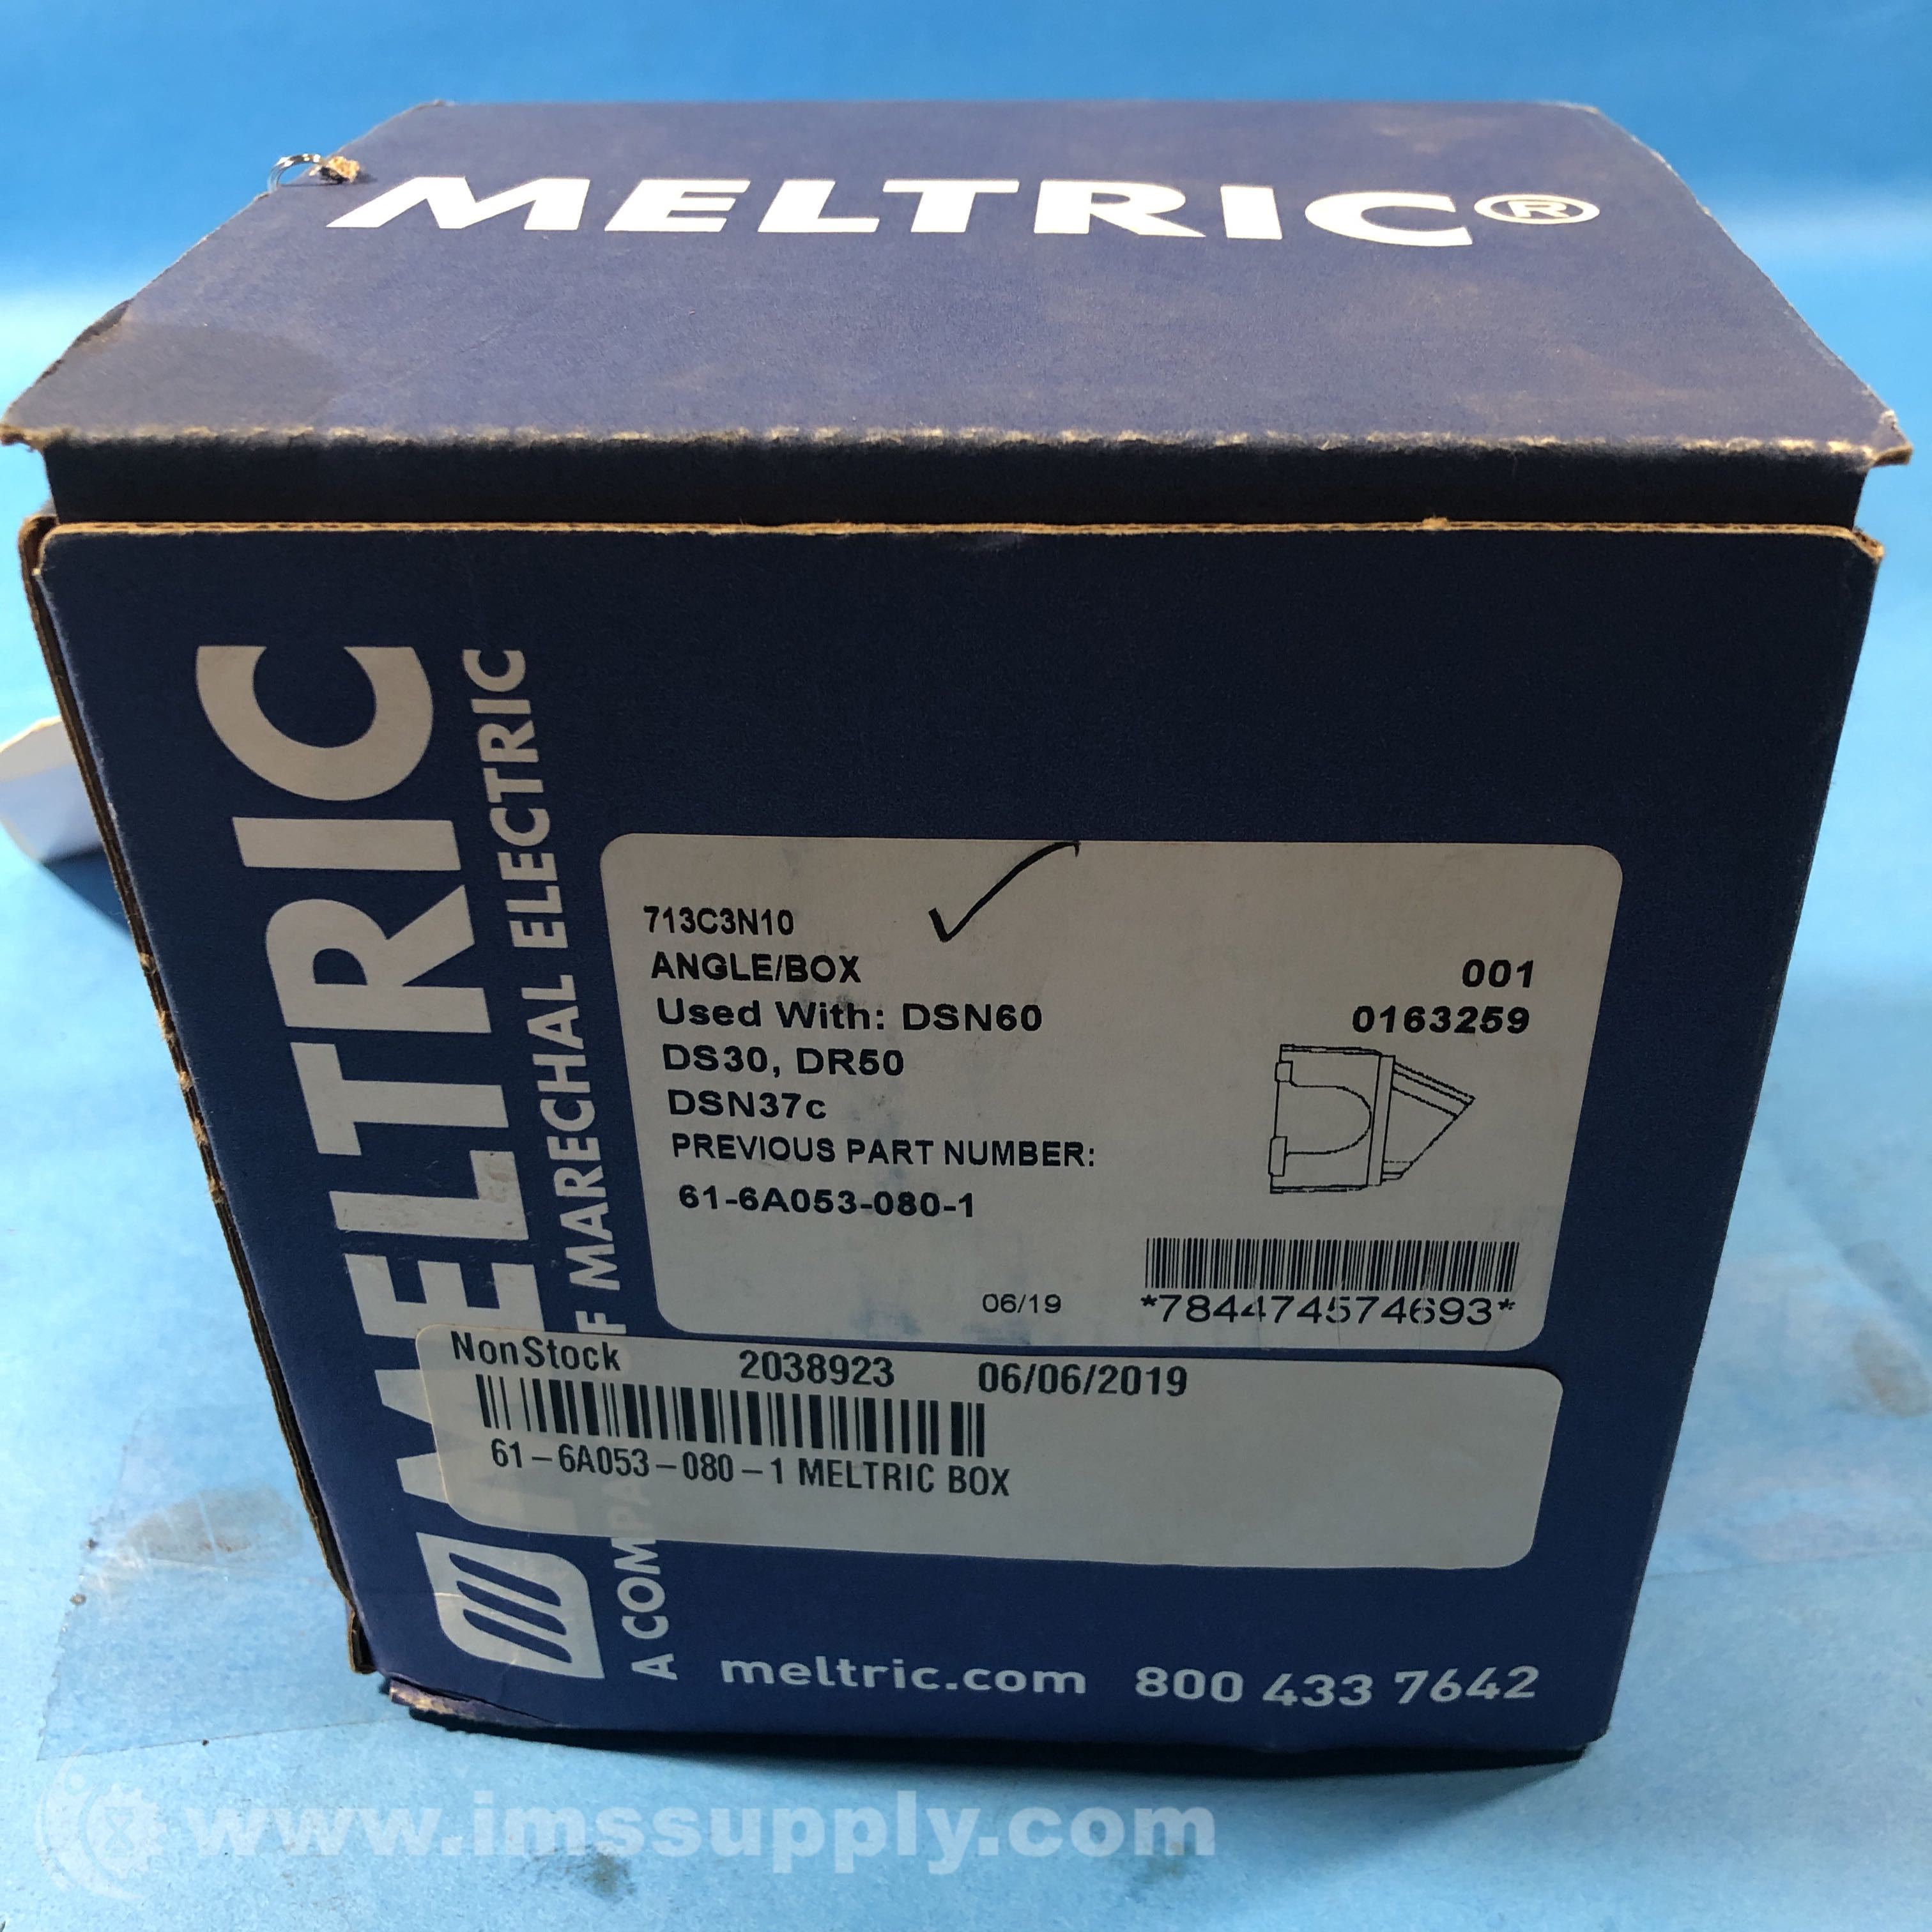 MELTRIC®
MELTRIC
A COMPA F MARECHAL ELECTRIC
713C3N10
ANGLE/BOX
001
Used With: DSN60
0163259
DS30, DR50
DSN37c
PREVIOUS PART NUMBER:
61-6A053-080-1
06/19
*784474574693*
NonStock 2038923 06/06/2019
61-6A053-080-1 MELTRIC BOX
meltric.com 800 433 7642
www.imssupply.com